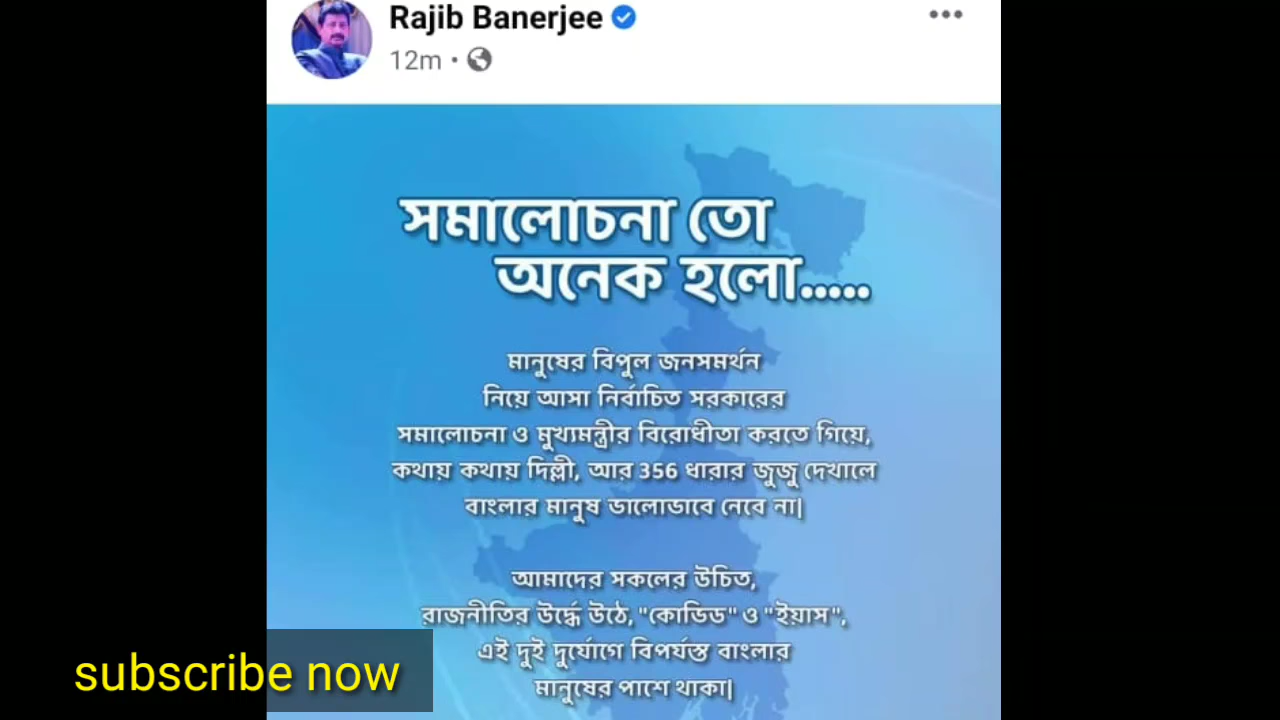 Rajib Banerjee
12m
সমালোচনা তো
অনেক হলো.....
মানুষের বিপুল জনসমর্থন
নিয়ে আসা নির্বাচিত সরকারের
সমালোচনা ও মুখ্যমন্ত্রীর বিরোধীতা করতে গিয়ে,
কথায় কথায় দিল্লী, আর 356 ধারার জুজু দেখালে
বাংলার মানুষ ভালোভাবে নেবে না|
আমাদের সকলের উচিত,
রাজনীতির উর্দ্ধে উঠে, "কোভিড" ও "ইয়াস",
এই দুই দুর্যোগে বিপর্যস্ত বাংলার
মানুষের পাশে থাকা|
subscribe now